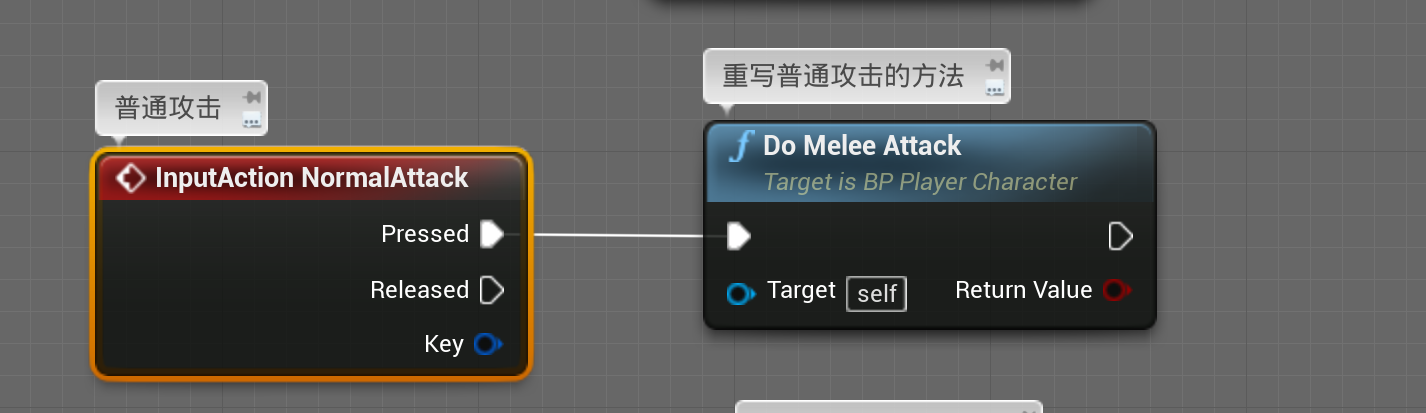 普通攻击
InputAction NormalAttack
Pressed
Released
Key
重写普通攻击的方法
f Do Melee Attack
Target is BP Player Character
Target self Return Value